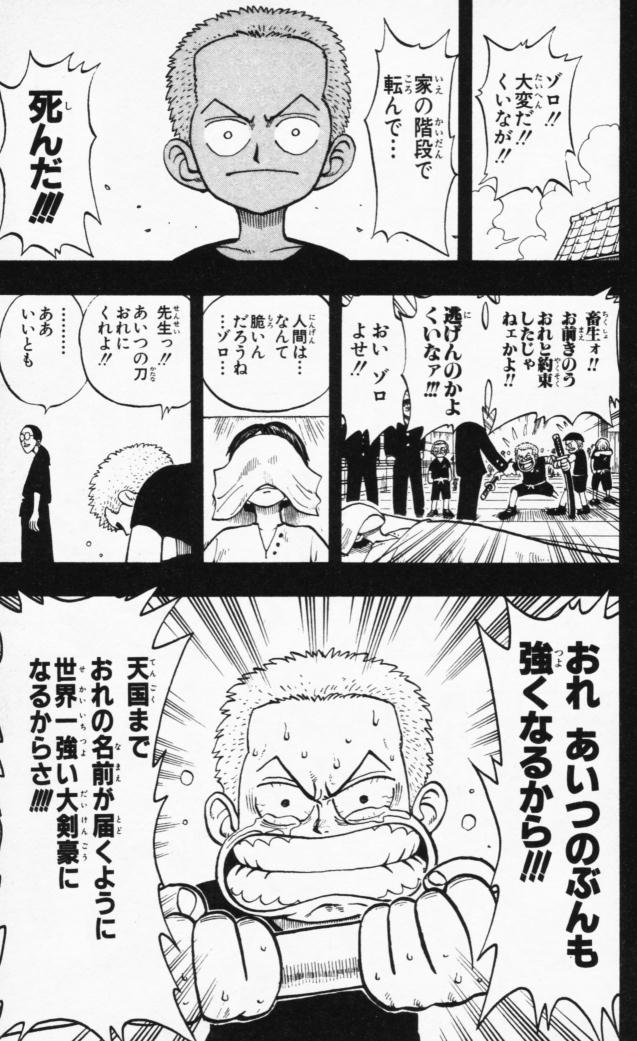 ゾロ!!
大変だ!!
くいなが!!
家の階段で
転んで…
死んだ!!!
畜生ォ!!
お前きのう
おれと約束
したじゃ
ねェかよ!!
逃げんのかよ
くいなァ!!!
おい ゾロ
よせ!!
人間は…
なんて
脆いん
だろうね
…ゾロ…
先生っ!!
あいつの刀
おれに
くれよ!!
………
ああ
いいとも
おれ あいつのぶんも
強くなるから!!!
天国まで
おれの名前が届くように
世界一強い大剣豪に
なるからさ!!!!